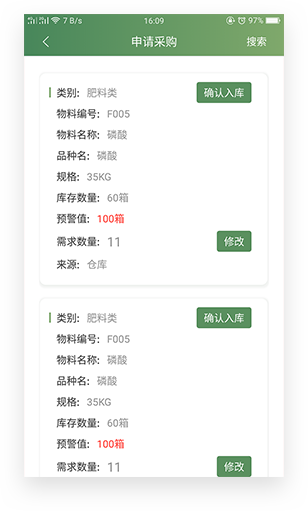 7 B/s 16:09 97%
申请采购 搜索
类别: 肥料类 确认入库
物料编号: F005
物料名称: 磷酸
品种名: 磷酸
规格: 35KG
库存数量: 60箱
预警值: 100箱
需求数量: 11 修改
来源: 仓库
类别: 肥料类 确认入库
物料编号: F005
物料名称: 磷酸
品种名: 磷酸
规格: 35KG
库存数量: 60箱
预警值: 100箱
需求数量: 11 修改